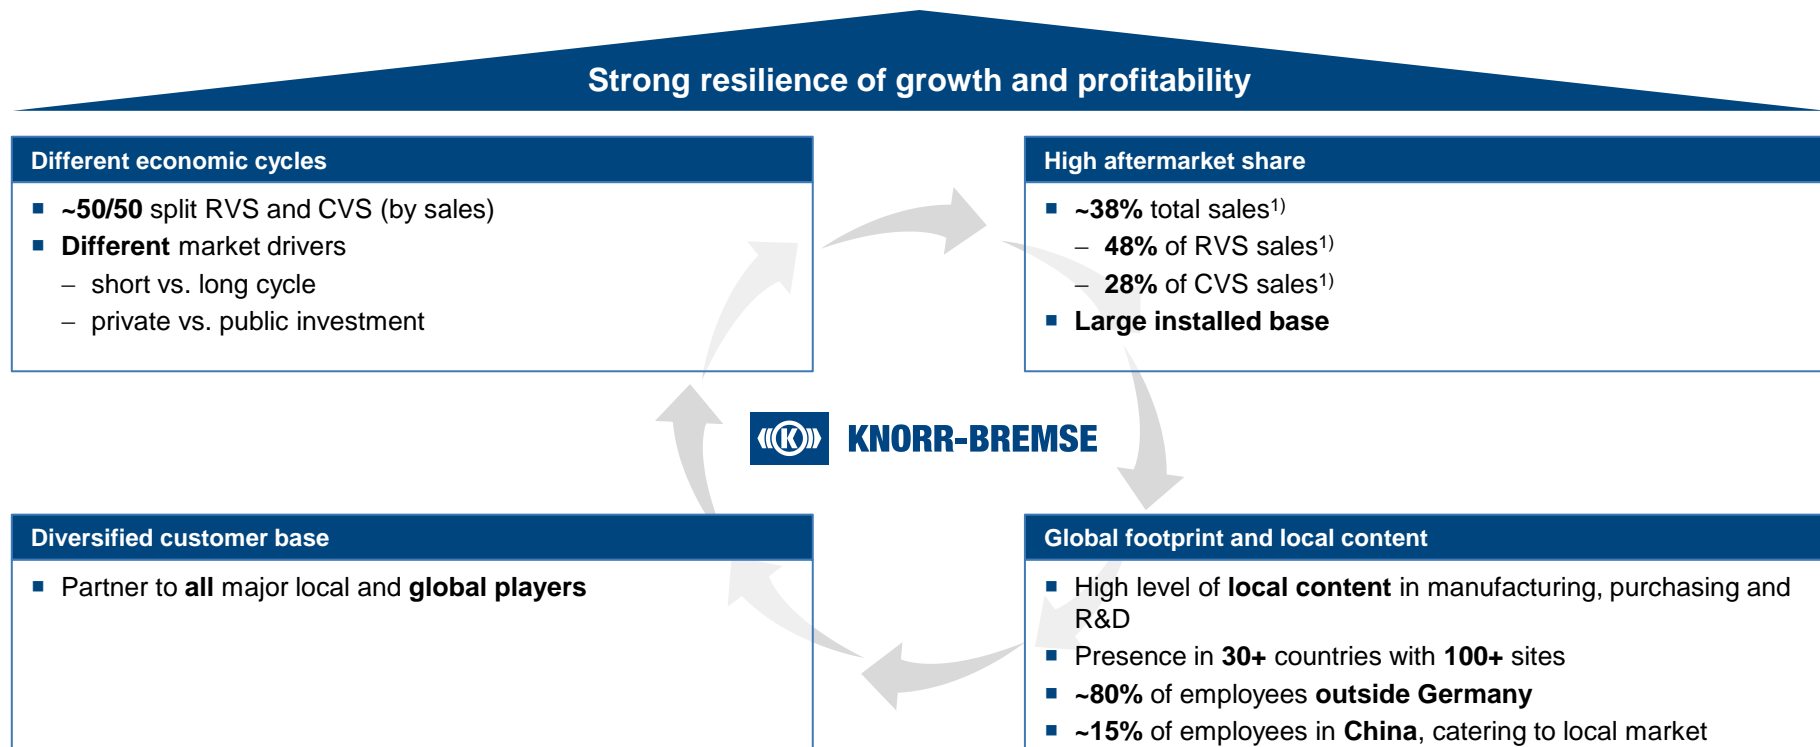 Strong resilience of growth and profitability
Different economic cycles
■ ~50/50 split RVS and CVS (by sales)
■ Different market drivers
– short vs. long cycle
– private vs. public investment
High aftermarket share
■ ~38% total sales1)
– 48% of RVS sales1)
– 28% of CVS sales1)
■ Large installed base
K KNORR-BREMSE
Diversified customer base
■ Partner to all major local and global players
Global footprint and local content
■ High level of local content in manufacturing, purchasing and
R&D
■ Presence in 30+ countries with 100+ sites
■ ~80% of employees outside Germany
■ ~15% of employees in China, catering to local market